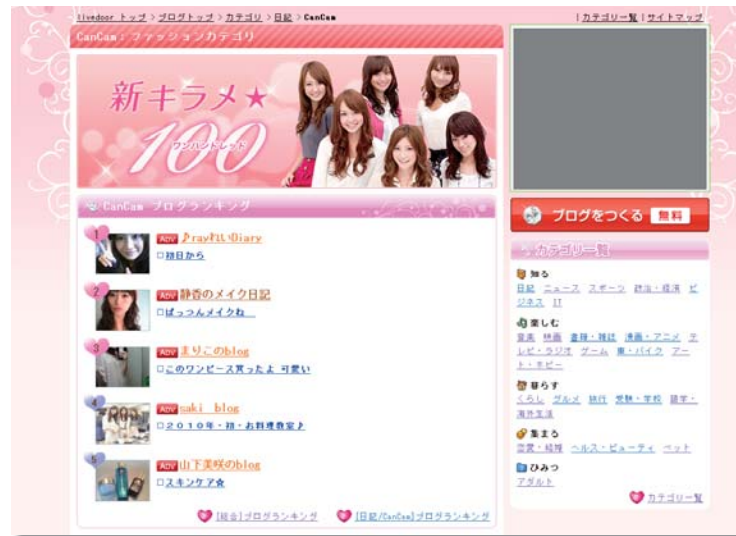 livedoor トップ > ブログトップ > カテゴリ > 日記 > CanCam
| カテゴリ一覧 | サイトマップ
CanCam：ファッションカテゴリ
新キラメ★
100
ワンハンドレッド
CanCam ブログランキング
1
ADV ♪rayれいDiary
□初日から
2
ADV 静香のメイク日記
□ぱっつんメイクね
3
ADV まりこのblog
□このワンピース買ったよ 可愛い
4
ADV saki blog
□２０１０年・初・お料理教室♪
5
ADV 山下美咲のblog
□スキンケア☆
[総合]ブログランキング
[日記/CanCam]ブログランキング
ブログをつくる 無料
カテゴリ一覧
知る
日記 ニュース スポーツ 政治・経済 ビ
ジネス IT
楽しむ
音楽 映画 書籍・雑誌 漫画・アニメ テ
レビ・ラジオ ゲーム 車・バイク アー
ト・ホビー
暮らす
くらし グルメ 旅行 受験・学校 留学・
海外生活
集まる
恋愛・結婚 ヘルス・ビューティ ペット
ひみつ
アダルト
カテゴリ一覧